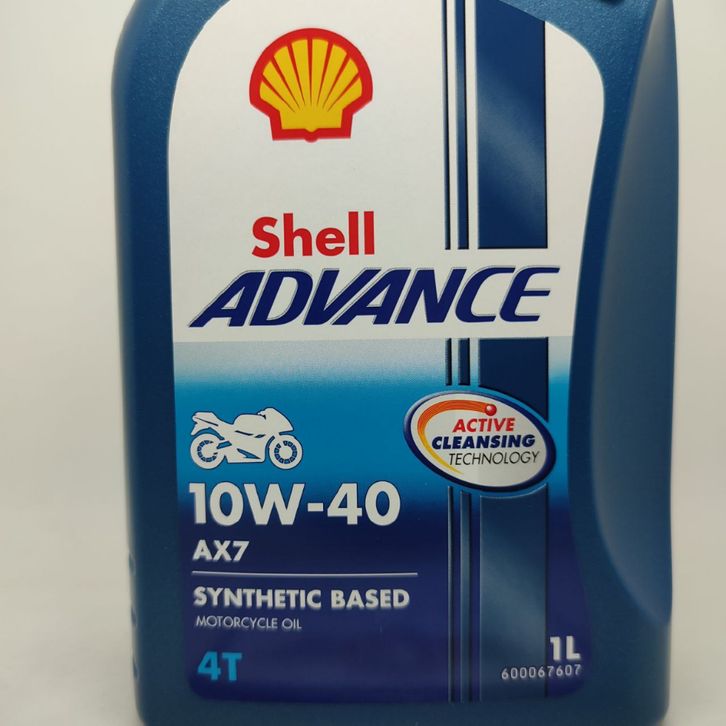 Shell
ADVANCE
ACTIVE
CLEANSING
TECHNOLOGY
10W-40
AX7
SYNTHETIC BASED
MOTORCYCLE OIL
4T
1L
600067607